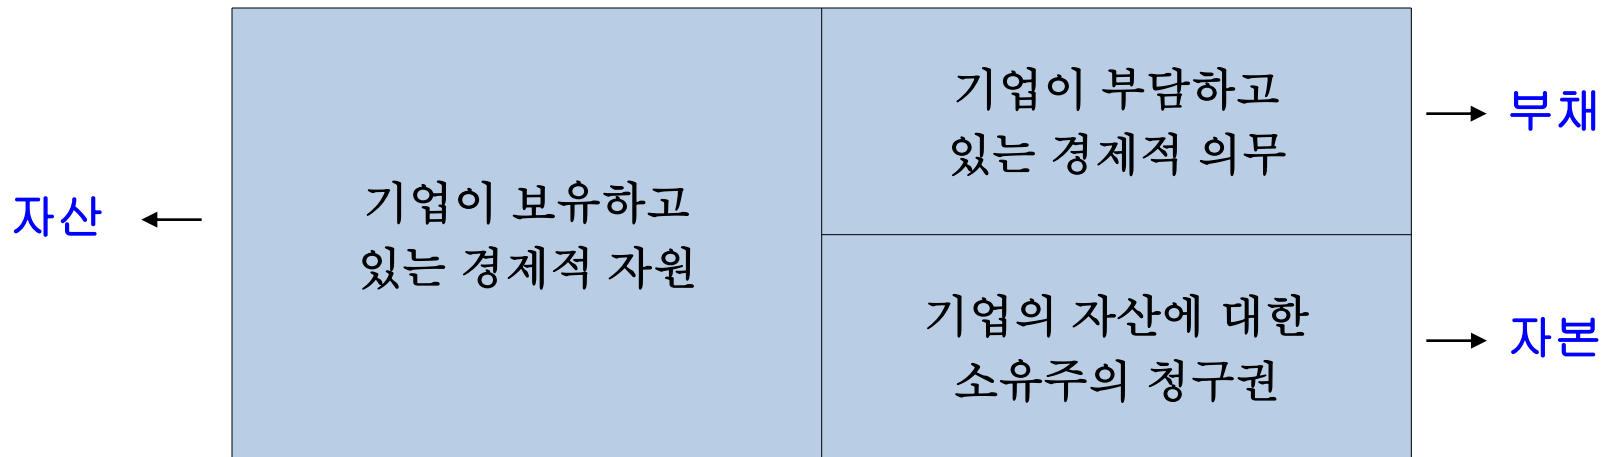 자산
기업이 보유하고
있는 경제적 자원
기업이 부담하고
있는 경제적 의무
부채
기업의 자산에 대한
소유주의 청구권
자본